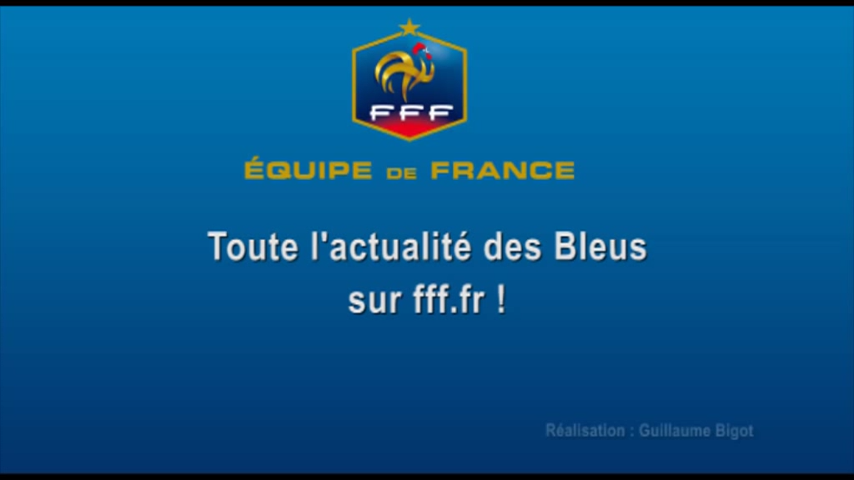 FFF
ÉQUIPE DE FRANCE
Toute l'actualité des Bleus
sur fff.fr !
Réalisation : Guillaume Bigot